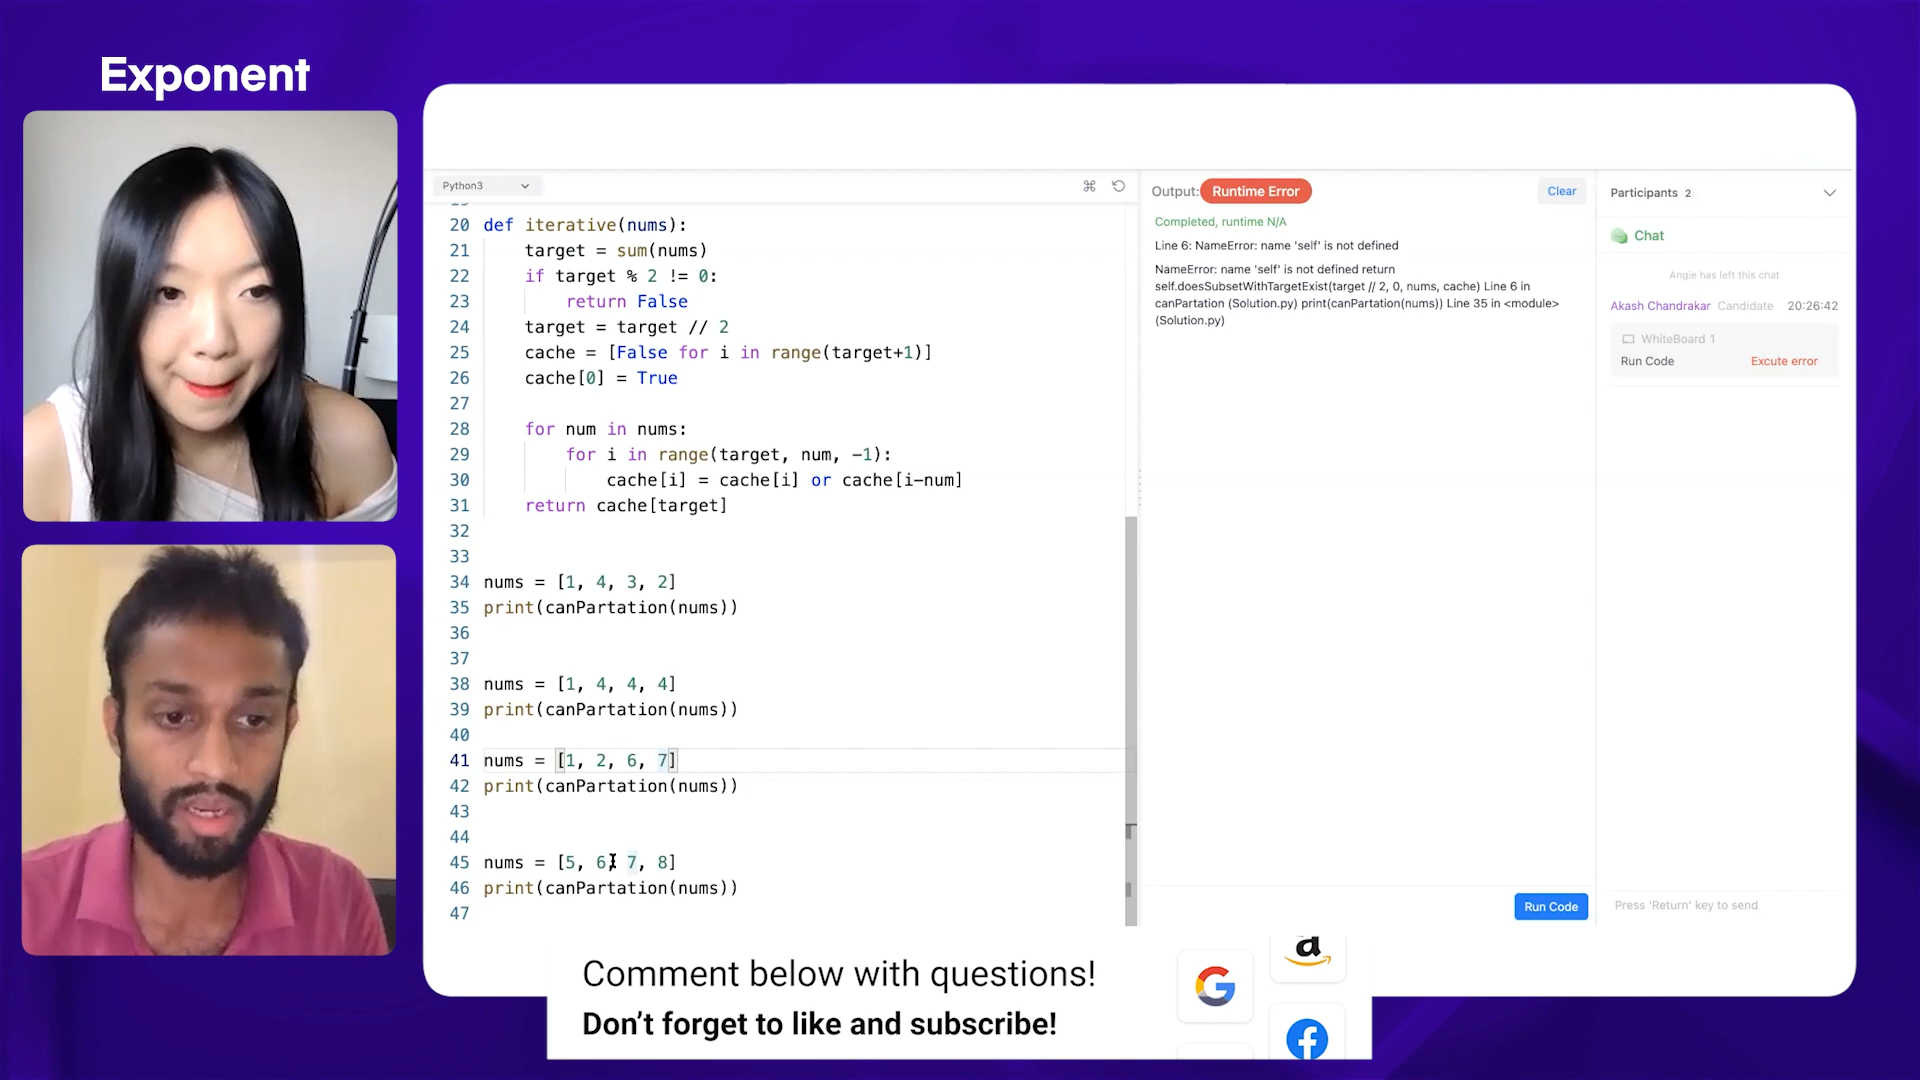 Exponent
Python3
19
20 def iterative(nums):
21 target = sum(nums)
22 if target % 2 != 0:
23 return False
24 target = target // 2
25 cache = [False for i in range(target+1)]
26 cache[0] = True
27
28 for num in nums:
29 for i in range(target, num, -1):
30 cache[i] = cache[i] or cache[i-num]
31 return cache[target]
32
33
34 nums = [1, 4, 3, 2]
35 print(canPartation(nums))
36
37
38 nums = [1, 4, 4, 4]
39 print(canPartation(nums))
40
41 nums = [1, 2, 6, 7]
42 print(canPartation(nums))
43
44
45 nums = [5, 6, 7, 8]
46 print(canPartation(nums))
47
Output: Runtime Error
Clear
Completed, runtime N/A
Line 6: NameError: name 'self' is not defined
NameError: name 'self' is not defined return
self.doesSubsetWithTargetExist(target // 2, 0, nums, cache) Line 6 in
canPartation (Solution.py) print(canPartation(nums)) Line 35 in <module>
(Solution.py)
Run Code
Participants 2
Chat
Angie has left this chat
Akash Chandrakar Candidate 20:26:42
WhiteBoard 1
Run Code Excute error
Press 'Return' key to send
Comment below with questions!
Don't forget to like and subscribe!